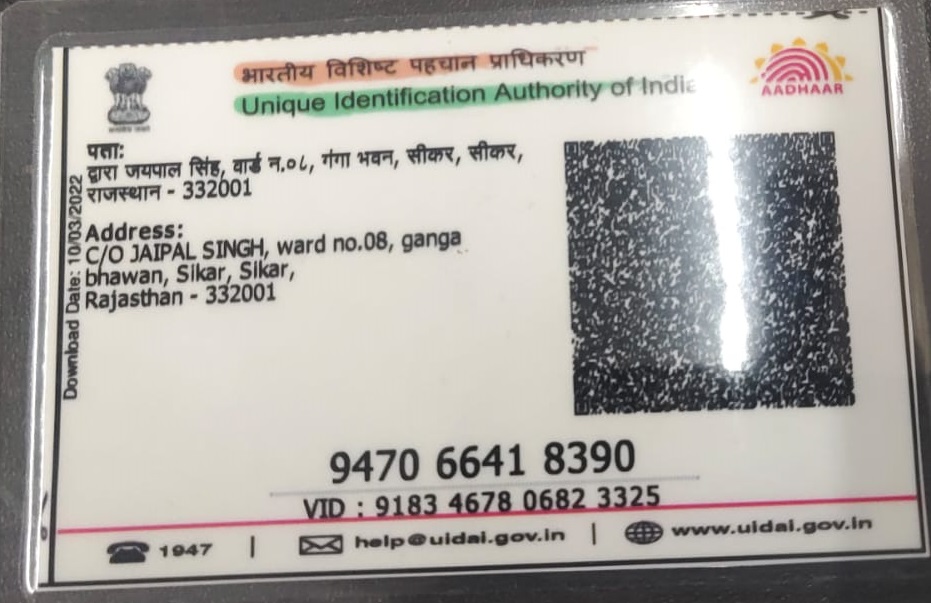 भारतीय विशिष्ट पहचान प्राधिकरण
Unique Identification Authority of India
AADHAAR
पता:
द्वारा जयपाल सिंह, वार्ड न.०८, गंगा भवन, सीकर, सीकर,
राजस्थान - 332001
Address:
C/O JAIPAL SINGH, ward no.08, ganga
bhawan, Sikar, Sikar,
Rajasthan - 332001
Download Date: 10/03/2022
9470 6641 8390
VID : 9183 4678 0682 3325
1947 | help@uidai.gov.in | www.uidai.gov.in